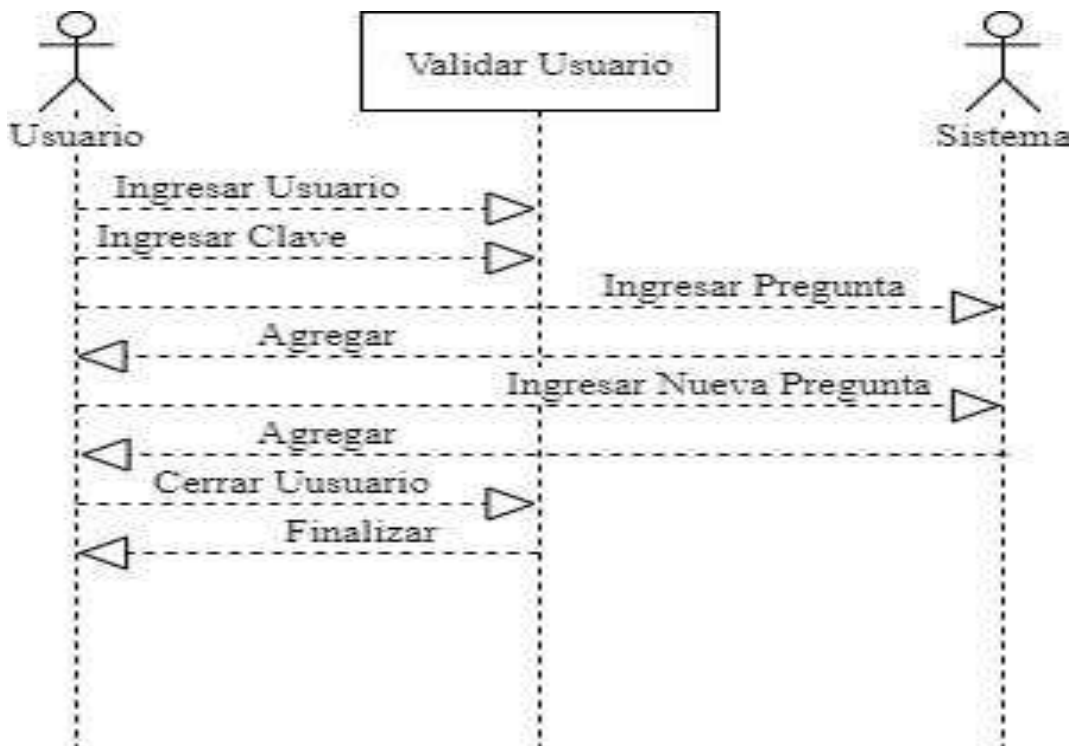 Validar Usuario
Usuario
Sistema
Ingresar Usuario
Ingresar Clave
Ingresar Pregunta
Agregar
Ingresar Nueva Pregunta
Agregar
Cerrar Uusuario
Finalizar